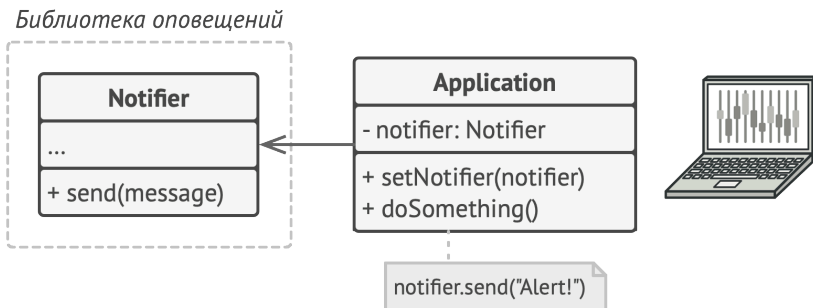 Библиотека оповещений
Notifier
...
+ send(message)
Application
- notifier: Notifier
+ setNotifier(notifier)
+ doSomething()
notifier.send("Alert!")